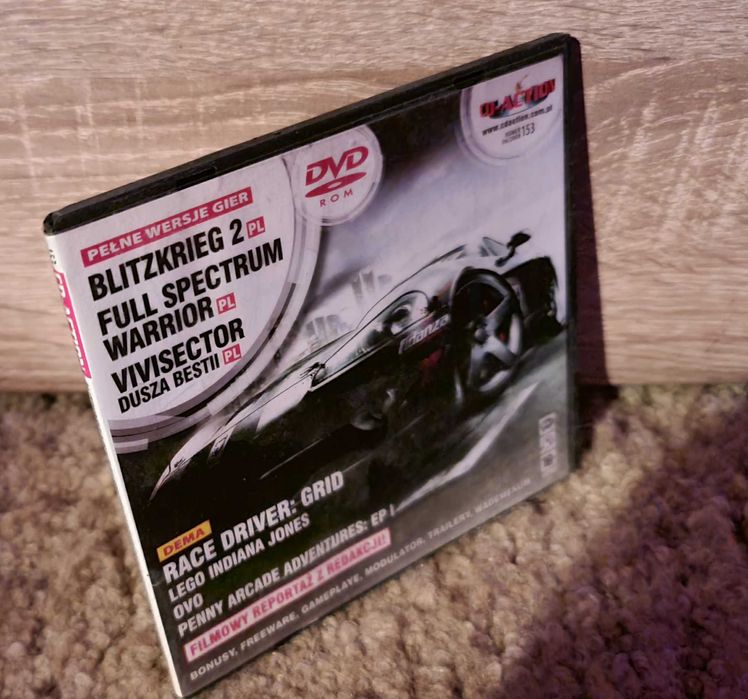 PEŁNE WERSJE GIER
BLITZKRIEG 2 PL
FULL SPECTRUM
WARRIOR PL
VIVISECTOR
DUSZA BESTII PL
DVD
ROM
CD-ACTION
www.cdaction.com.pl
NUMER 153
DEMA
RACE DRIVER: GRID
LEGO INDIANA JONES
OVO
PENNY ARCADE ADVENTURES: EP I
FILMOWY REPORTAŻ Z REDAKCJI!
BONUSY, FREEWARE, GAMEPLAYE, MODULATOR, TRAILERY, WADEMEKUM